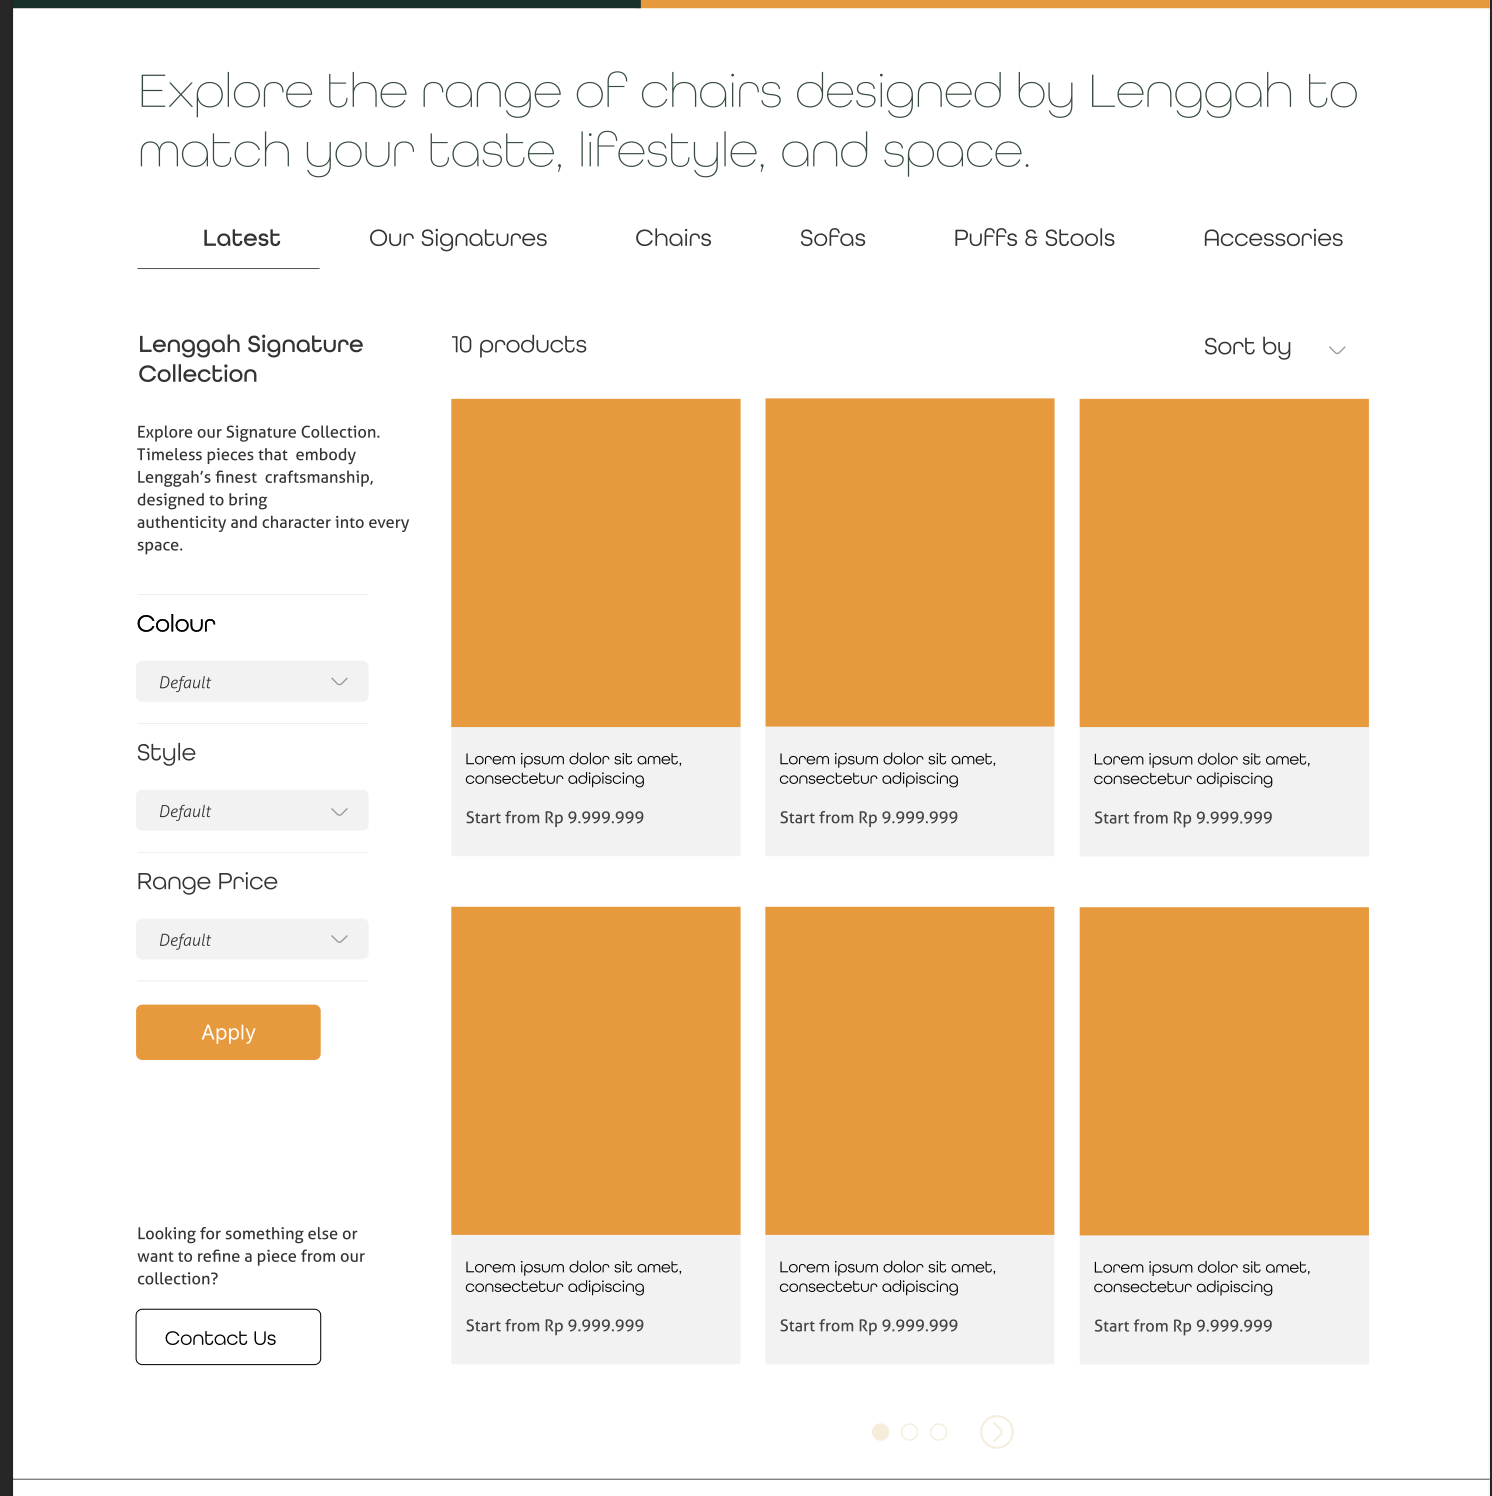 Explore the range of chairs designed by Lenggah to
match your taste, lifestyle, and space.
Latest
Our Signatures
Chairs
Sofas
Puffs & Stools
Accessories
Lenggah Signature
Collection
Explore our Signature Collection.
Timeless pieces that embody
Lenggah's finest craftsmanship,
designed to bring
authenticity and character into every
space.
Colour
Default
Style
Default
Range Price
Default
Apply
Looking for something else or
want to refine a piece from our
collection?
Contact Us
10 products
Sort by
Lorem ipsum dolor sit amet,
consectetur adipiscing
Start from Rp 9.999.999
Lorem ipsum dolor sit amet,
consectetur adipiscing
Start from Rp 9.999.999
Lorem ipsum dolor sit amet,
consectetur adipiscing
Start from Rp 9.999.999
Lorem ipsum dolor sit amet,
consectetur adipiscing
Start from Rp 9.999.999
Lorem ipsum dolor sit amet,
consectetur adipiscing
Start from Rp 9.999.999
Lorem ipsum dolor sit amet,
consectetur adipiscing
Start from Rp 9.999.999